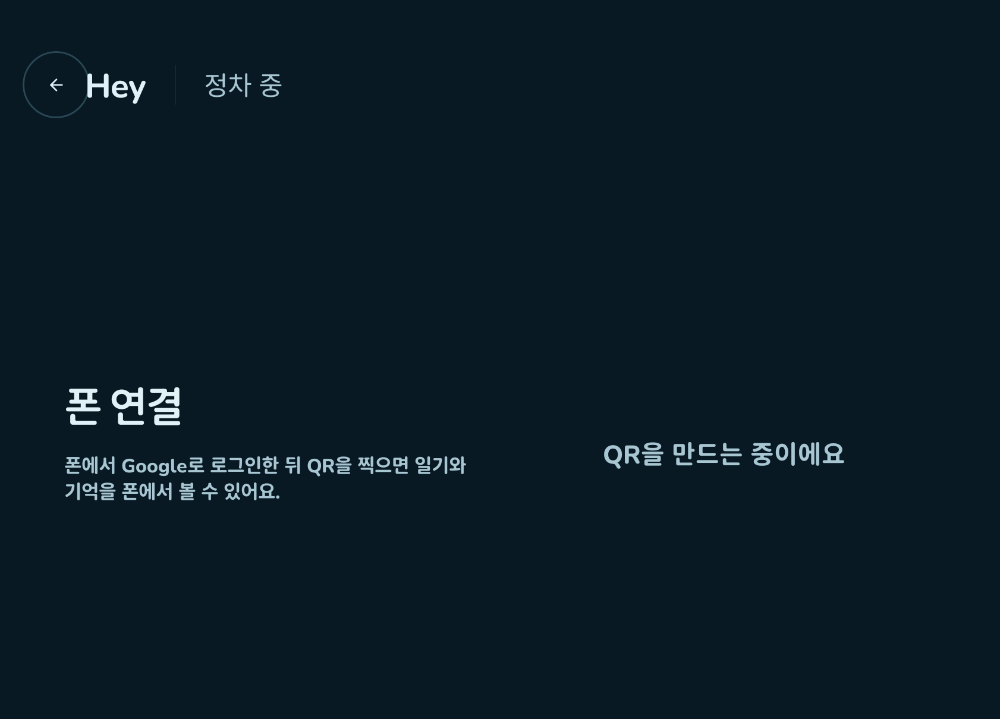 Hey
정차 중
폰 연결
폰에서 Google로 로그인한 뒤 QR을 찍으면 일기와
기억을 폰에서 볼 수 있어요.
QR을 만드는 중이에요